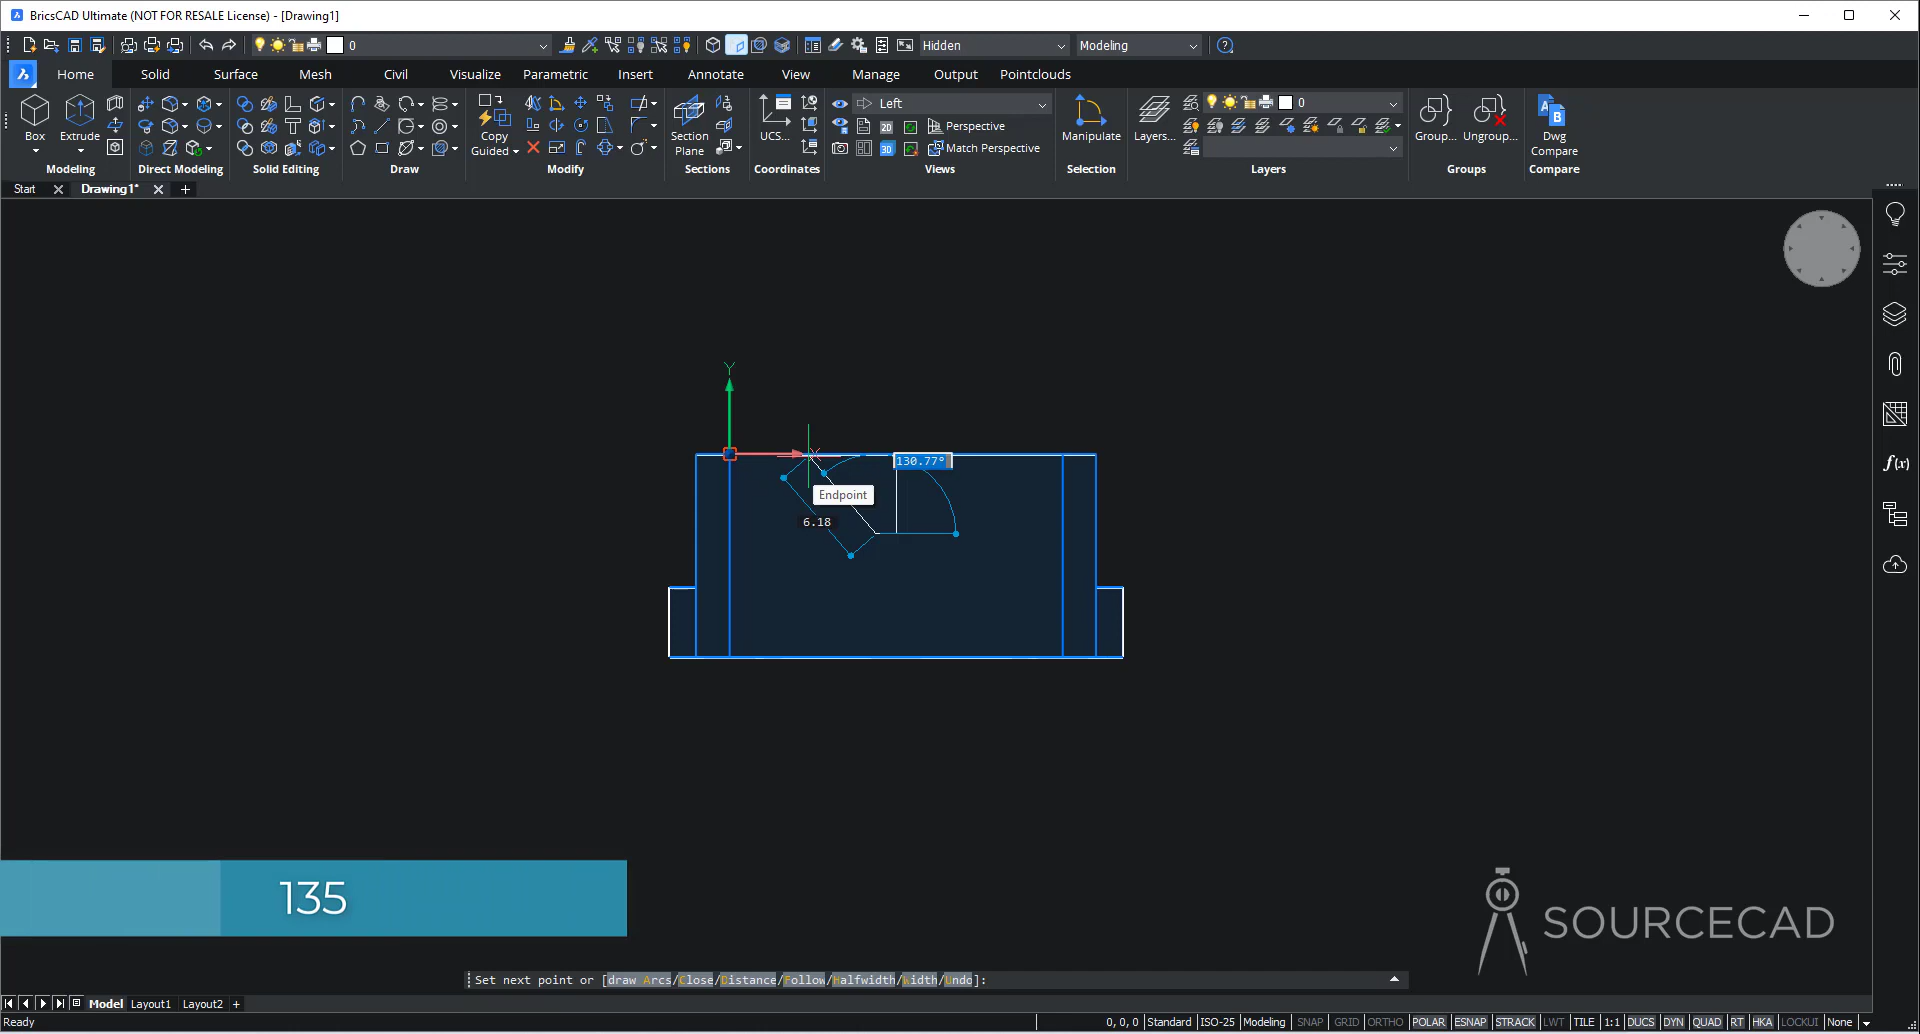 BricsCAD Ultimate (NOT FOR RESALE License) - [Drawing1]
0 Hidden Modeling
Home Solid Surface Mesh Civil Visualize Parametric Insert Annotate View Manage Output Pointclouds
Left 0
2D Perspective
3D Match Perspective
Box Extrude Copy Guided Section Plane UCS... Manipulate Layers... Group... Ungroup... Dwg Compare
Modeling Direct Modeling Solid Editing Draw Modify Sections Coordinates Views Selection Layers Groups Compare
Start Drawing1* +
Y
X
130.77°
Endpoint
6.18
f(x)
135
SOURCECAD
Set next point or [draw Arcs/Close/Distance/Follow/Halfwidth/Width/Undo]:
Model Layout1 Layout2 +
Ready 0, 0, 0 Standard ISO-25 Modeling SNAP GRID ORTHO POLAR ESNAP STRACK LWT TILE 1:1 DUCS DYN QUAD RT HKA LOCKUI None